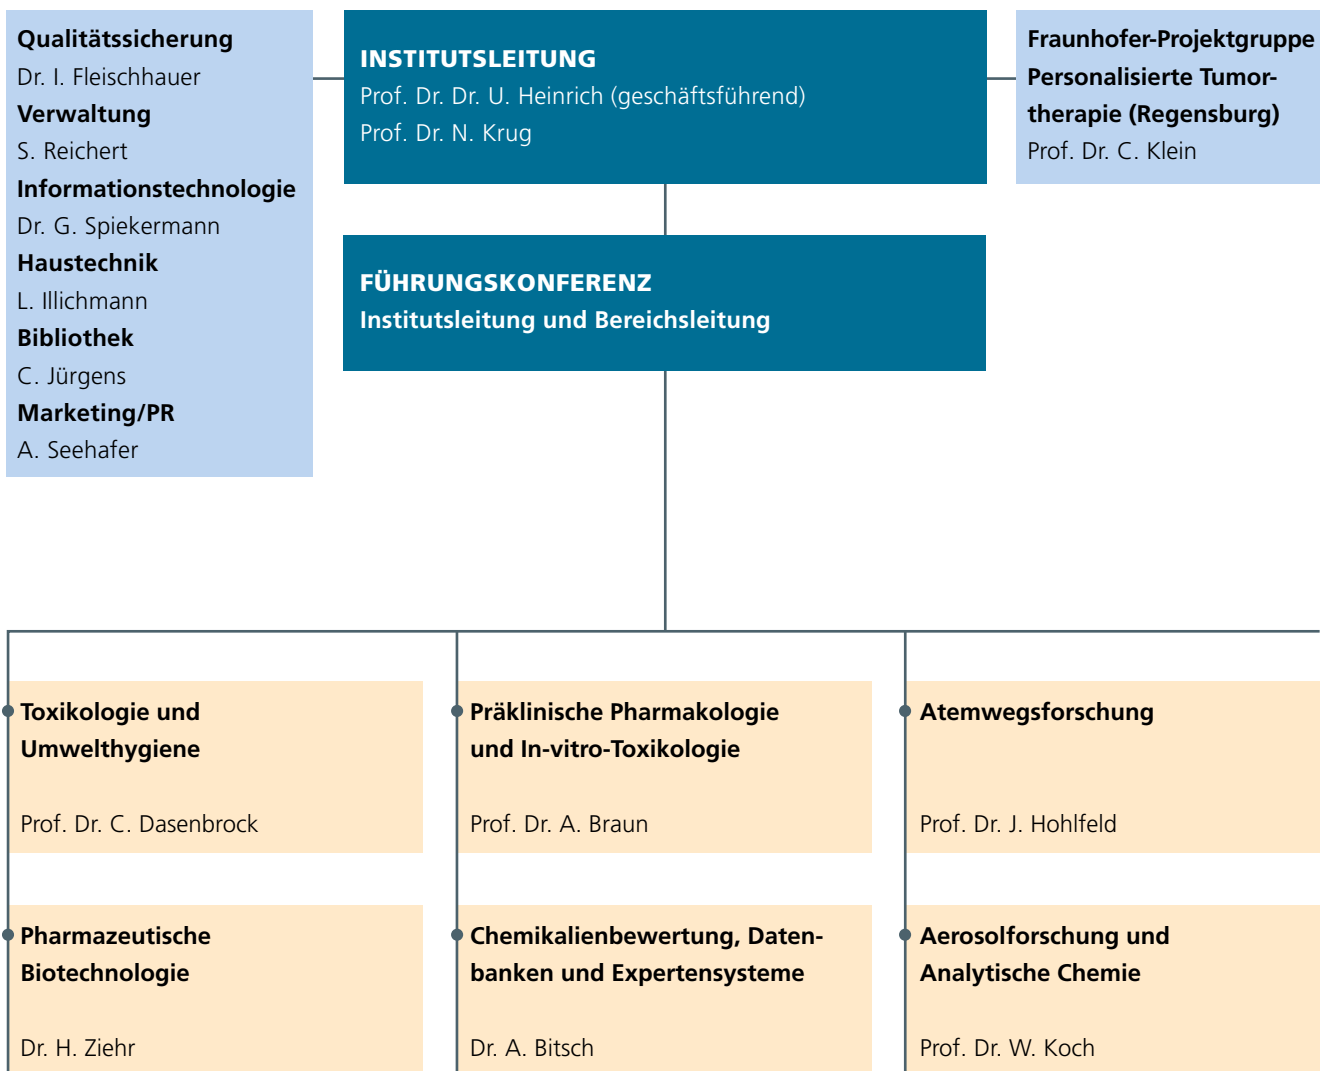 Qualitätssicherung
Dr. I. Fleischhauer
Verwaltung
S. Reichert
Informationstechnologie
Dr. G. Spiekermann
Haustechnik
L. Illichmann
Bibliothek
C. Jürgens
Marketing/PR
A. Seehafer
INSTITUTSLEITUNG
Prof. Dr. Dr. U. Heinrich (geschäftsführend)
Prof. Dr. N. Krug
Fraunhofer-Projektgruppe
Personalisierte Tumor-
therapie (Regensburg)
Prof. Dr. C. Klein
FÜHRUNGSKONFERENZ
Institutsleitung und Bereichsleitung
Toxikologie und
Umwelthygiene
Prof. Dr. C. Dasenbrock
Präklinische Pharmakologie
und In-vitro-Toxikologie
Prof. Dr. A. Braun
Atemwegsforschung
Prof. Dr. J. Hohlfeld
Pharmazeutische
Biotechnologie
Dr. H. Ziehr
Chemikalienbewertung, Daten-
banken und Expertensysteme
Dr. A. Bitsch
Aerosolforschung und
Analytische Chemie
Prof. Dr. W. Koch